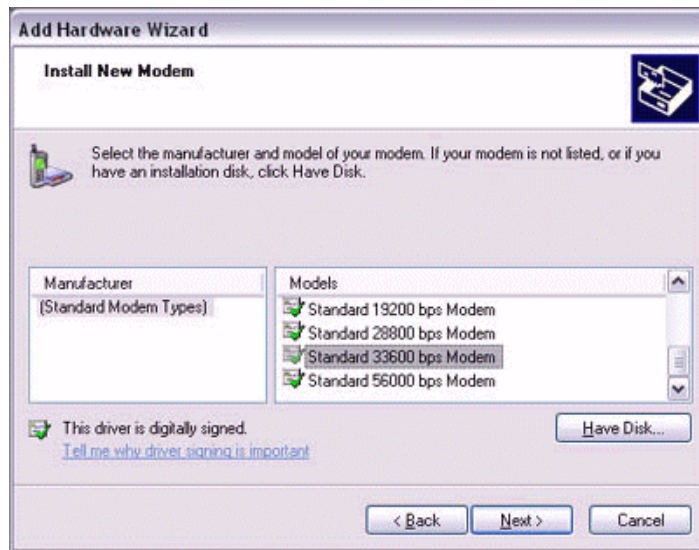 Add Hardware Wizard
Install New Modem
Select the manufacturer and model of your modem. If your modem is not listed, or if you
have an installation disk, click Have Disk.
Manufacturer
(Standard Modem Types)
Models
Standard 19200 bps Modem
Standard 28800 bps Modem
Standard 33600 bps Modem
Standard 56000 bps Modem
This driver is digitally signed.
Tell me why driver signing is important
Have Disk...
< Back
Next >
Cancel